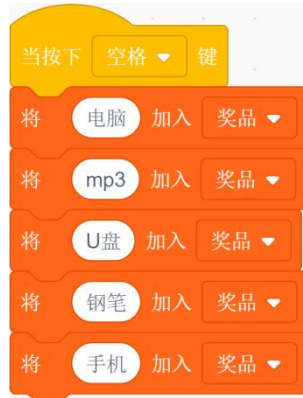 当按下 空格 键
将 电脑 加入 奖品
将 mp3 加入 奖品
将 U盘 加入 奖品
将 钢笔 加入 奖品
将 手机 加入 奖品